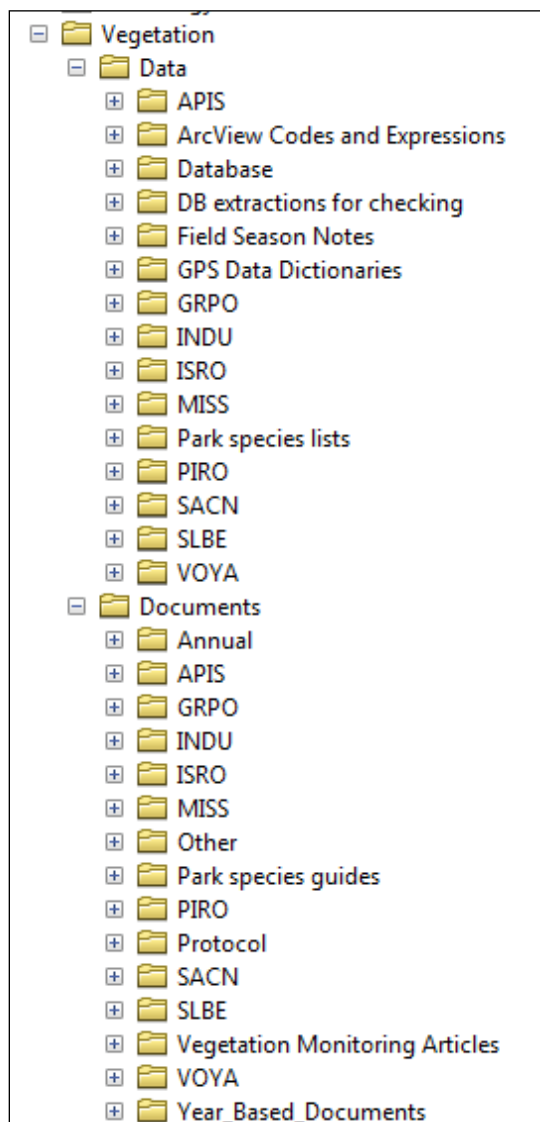 Vegetation
Data
APIS
ArcView Codes and Expressions
Database
DB extractions for checking
Field Season Notes
GPS Data Dictionaries
GRPO
INDU
ISRO
MISS
Park species lists
PIRO
SACN
SLBE
VOYA
Documents
Annual
APIS
GRPO
INDU
ISRO
MISS
Other
Park species guides
PIRO
Protocol
SACN
SLBE
Vegetation Monitoring Articles
VOYA
Year_Based_Documents